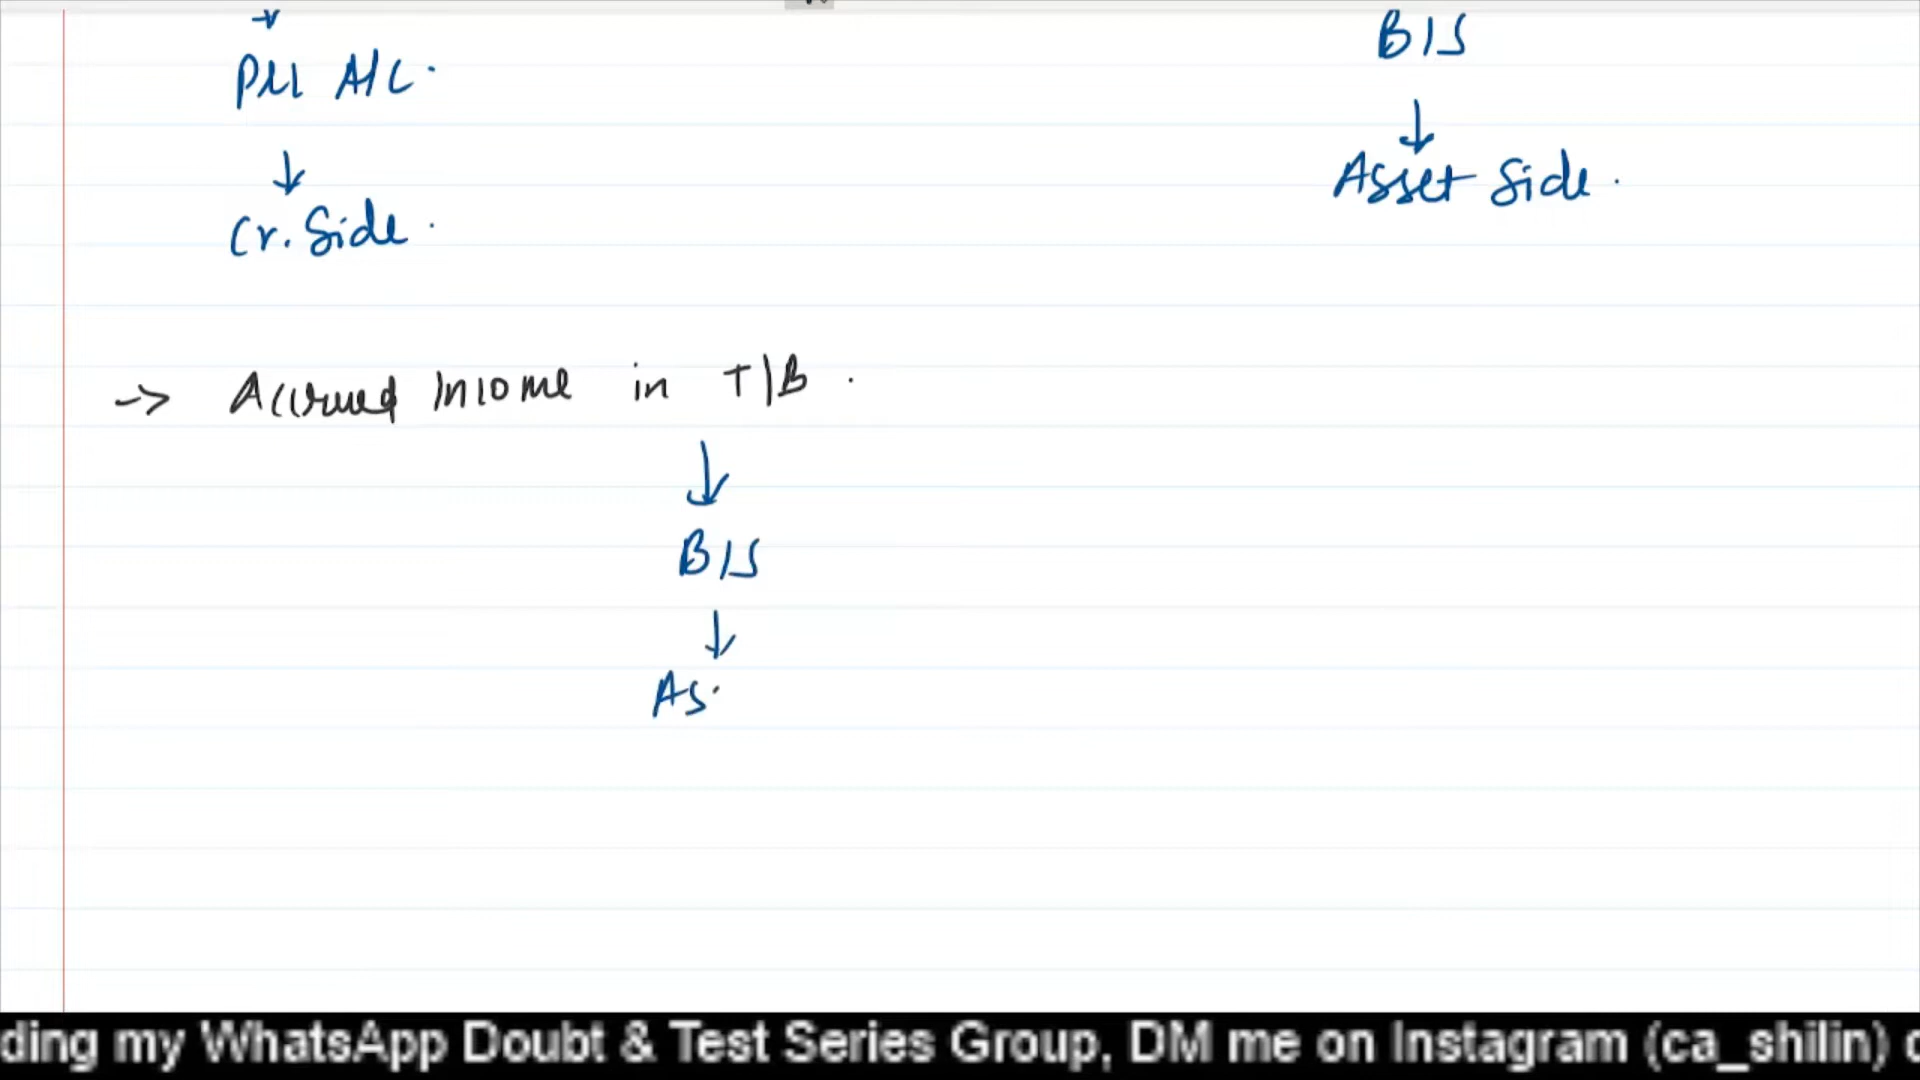 B/S
P&L A/C.
Asset Side.
Cr. Side.
-> Accrued Income in T/B.
B/S
As
ding my WhatsApp Doubt & Test Series Group, DM me on Instagram (ca_shilin)